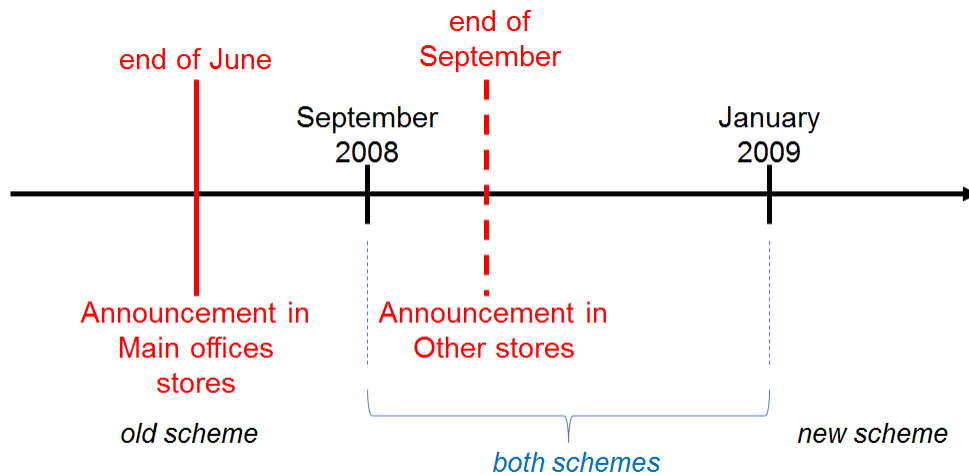 end of
September
end of June
September
2008
January
2009
Announcement in
Main offices
stores
Announcement in
Other stores
old scheme
both schemes
new scheme